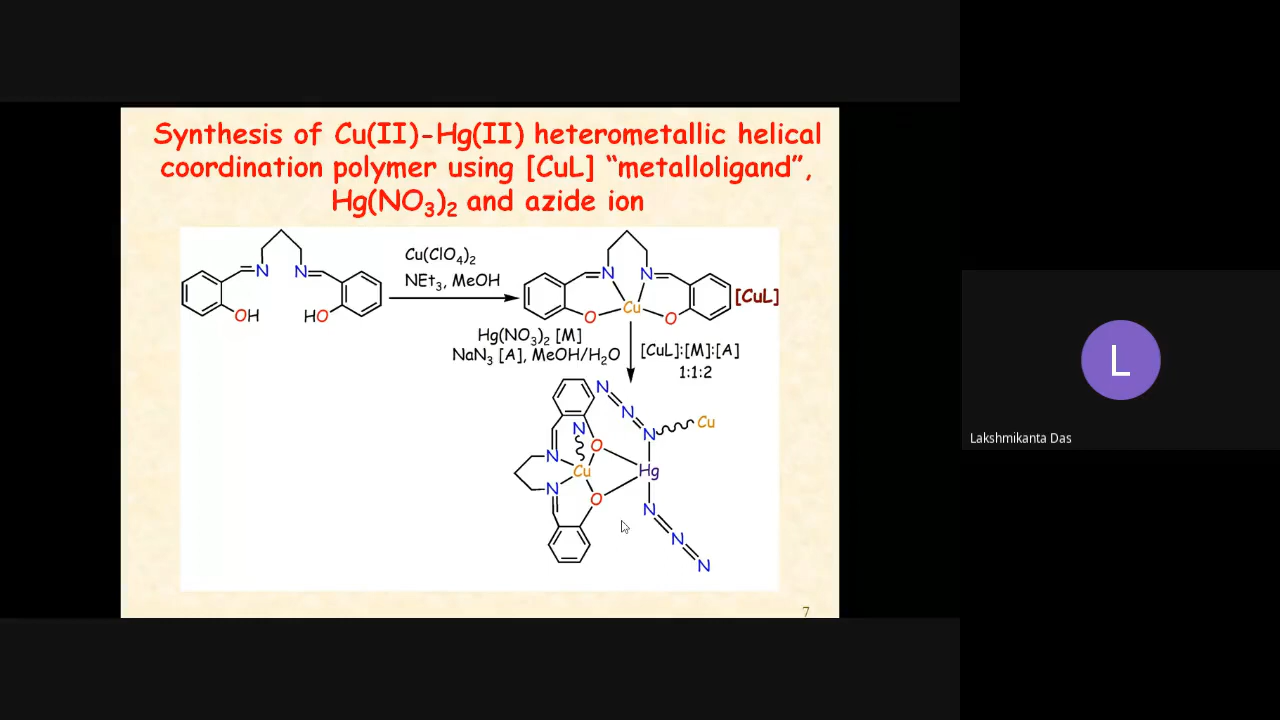 Synthesis of Cu(II)-Hg(II) heterometallic helical
coordination polymer using [CuL] “metalloligand”,
Hg(NO₃)₂ and azide ion
Cu(ClO₄)₂
NEt₃, MeOH
N N
OH HO
N N
Cu
O O
[CuL]
Hg(NO₃)₂ [M]
NaN₃ [A], MeOH/H₂O
[CuL]:[M]:[A]
1:1:2
N
N
N
Cu
N
O
N
Cu
Hg
N
O
N
N
N
7
L
Lakshmikanta Das